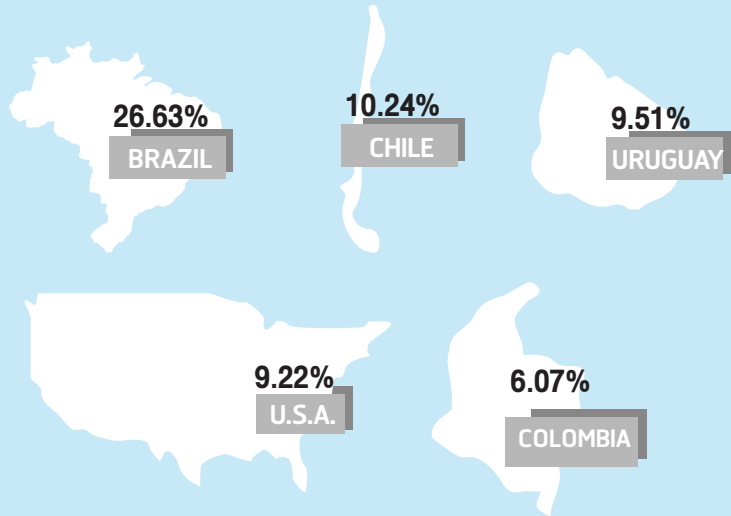 26.63%
BRAZIL
10.24%
CHILE
9.51%
URUGUAY
9.22%
U.S.A.
6.07%
COLOMBIA